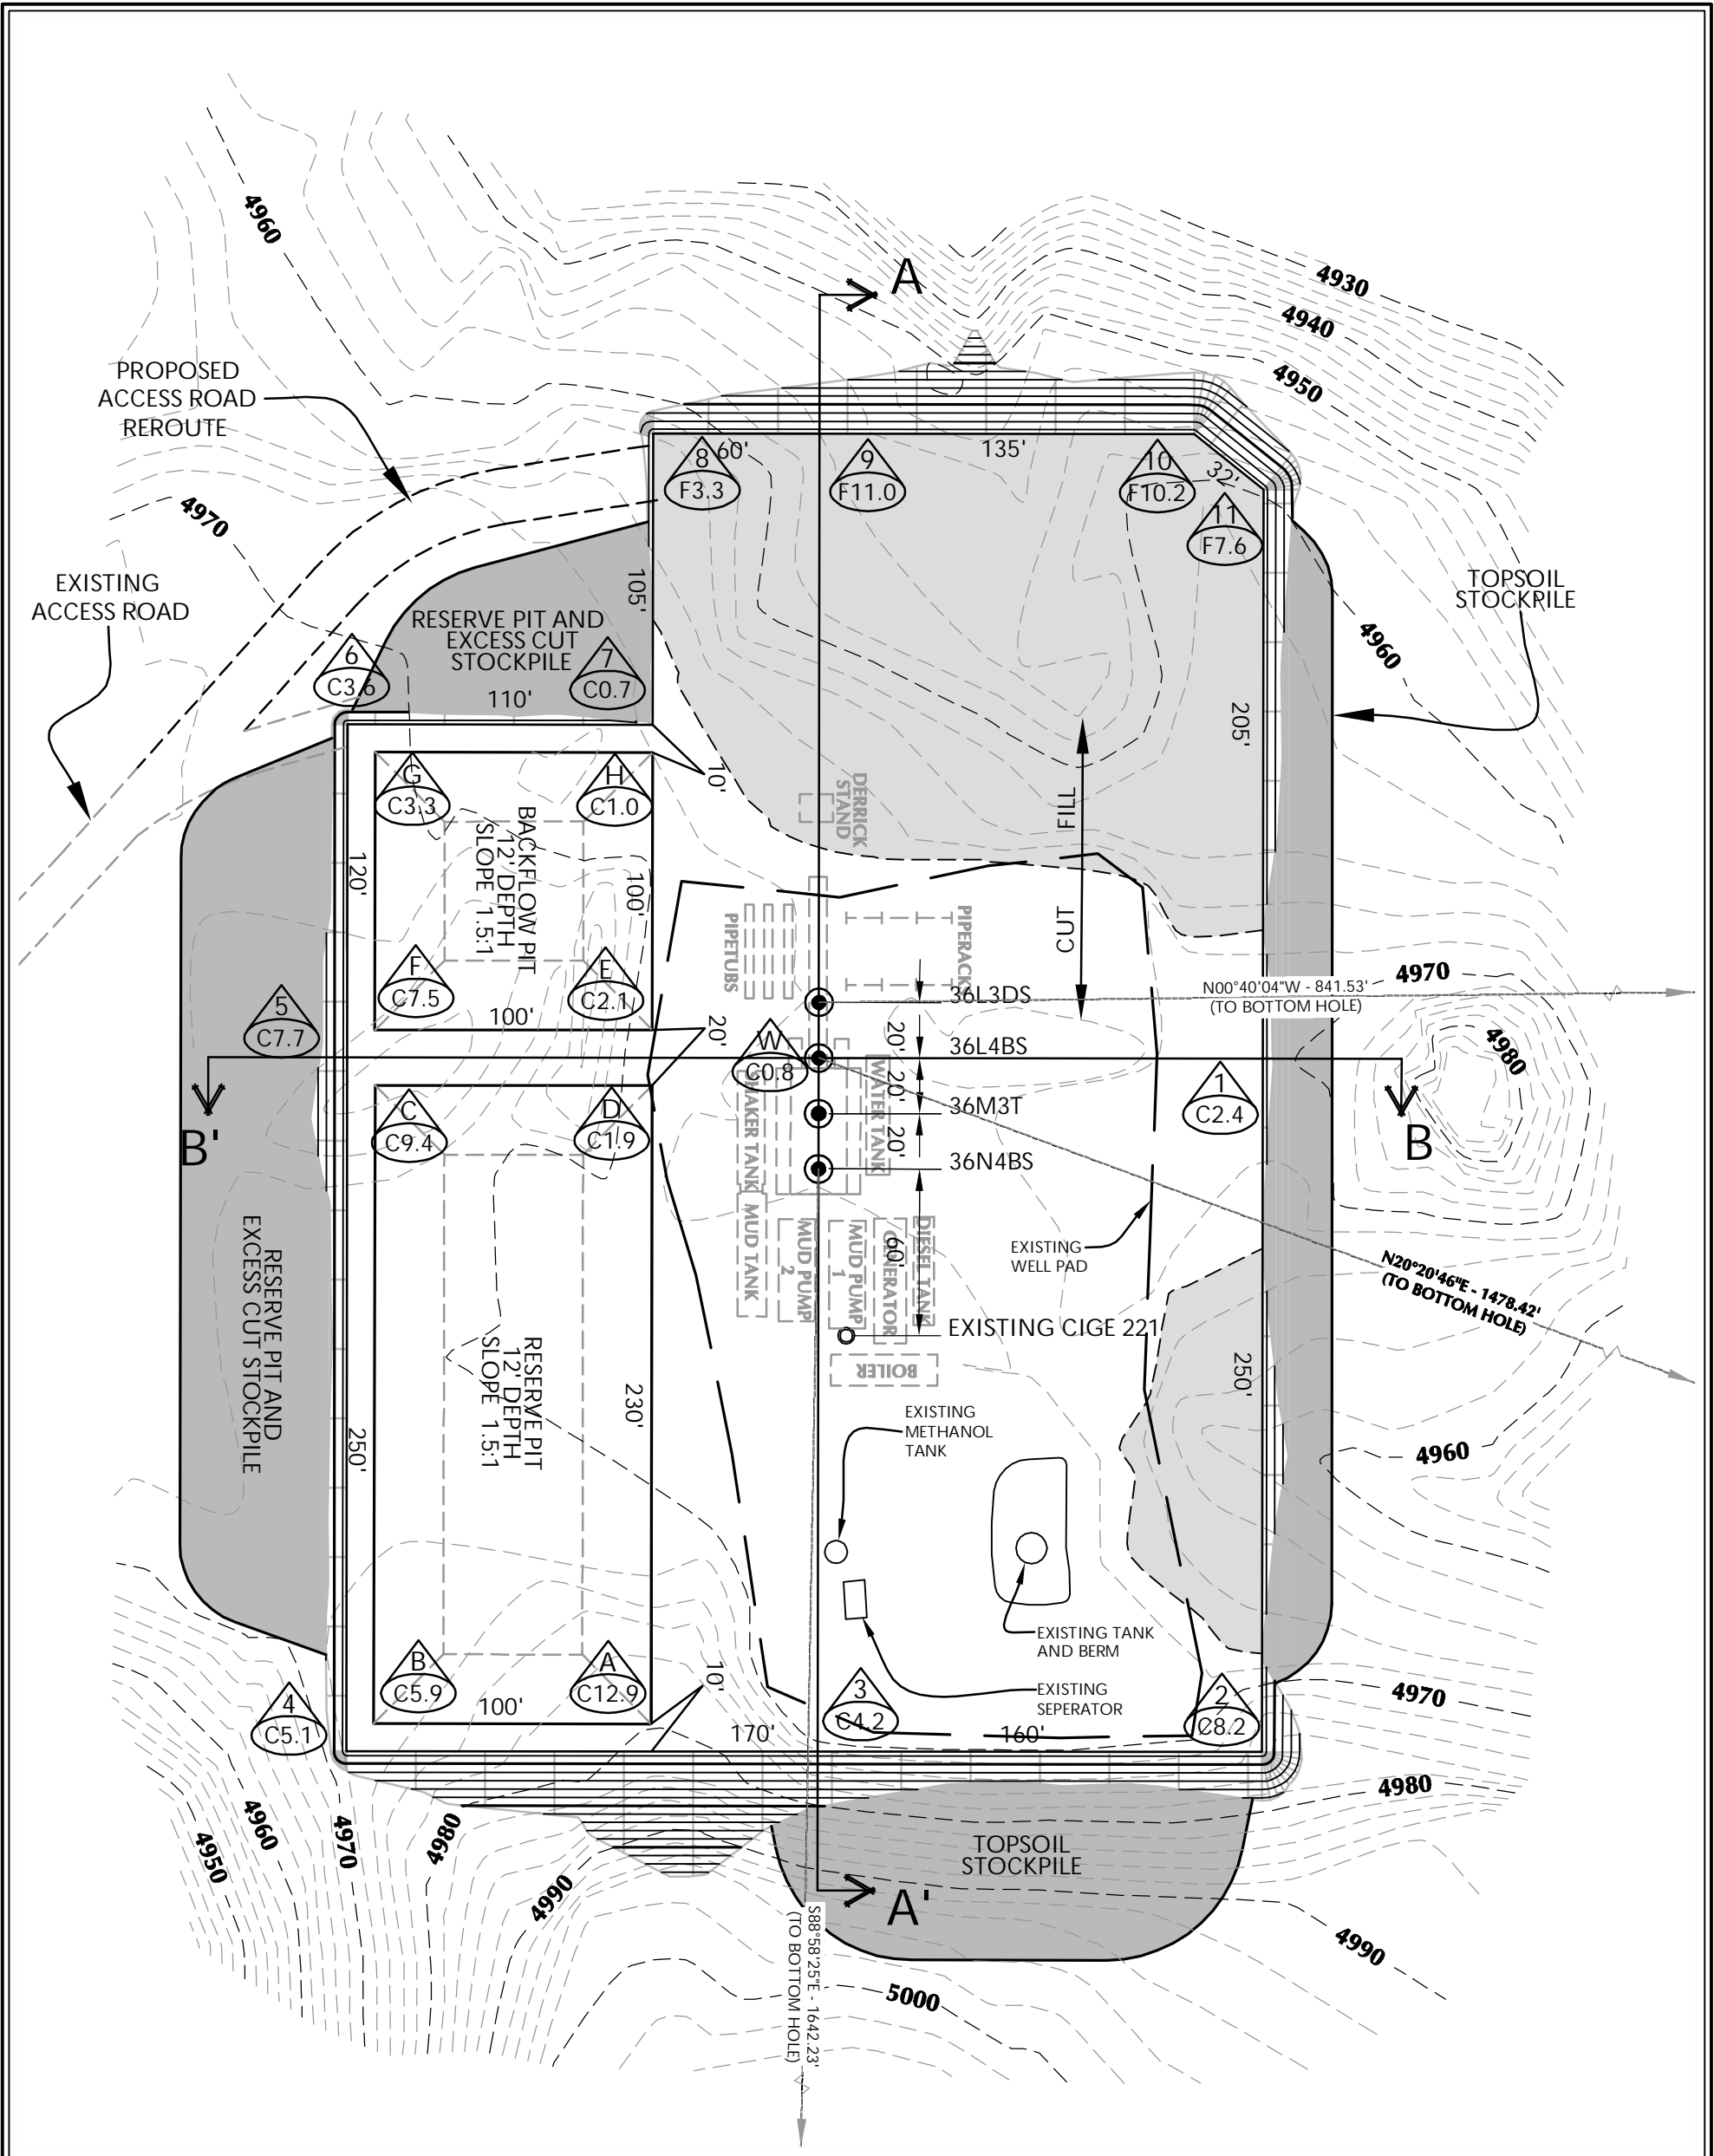 4960
4930
4940
4950
A
PROPOSED
ACCESS ROAD
REROUTE
8
F3.3
60'
9
F11.0
135'
10
F10.2
32'
11
F7.6
4970
EXISTING
ACCESS ROAD
TOPSOIL
STOCKPILE
4960
105'
RESERVE PIT AND
EXCESS CUT
STOCKPILE
6
C3.6
7
C0.7
110'
205'
10'
G
C3.3
H
C1.0
DERRICK
STAND
FILL
CUT
BACKFLOW PIT
12' DEPTH
SLOPE 1.5:1
120'
100'
PIPETUBS
PIPERACKS
F
C7.5
E
C2.1
100'
5
C7.7
20'
36L3DS
N00°40'04"W - 841.53'
(TO BOTTOM HOLE)
4970
4980
W
C0.8
20'
36L4BS
20'
36M3T
20'
36N4BS
1
C2.4
B'
B
C
C9.4
D
C1.9
SHAKER TANK
WATER TANK
MUD TANK
MUD PUMP
2
MUD PUMP
1
GENERATOR
DIESEL TANK
60'
EXISTING
WELL PAD
N20°20'46"E - 1478.42'
(TO BOTTOM HOLE)
RESERVE PIT AND
EXCESS CUT STOCKPILE
EXISTING CIGE 221
BOILER
RESERVE PIT
12' DEPTH
SLOPE 1.5:1
230'
250'
250'
EXISTING
METHANOL
TANK
4960
EXISTING TANK
AND BERM
EXISTING
SEPERATOR
B
C5.9
A
C12.9
100'
10'
4
C5.1
3
C4.2
2
C8.2
170'
160'
4970
4980
4950
4960
4970
4980
4990
TOPSOIL
STOCKPILE
A'
S88°58'25"E - 1642.23'
(TO BOTTOM HOLE)
4990
5000